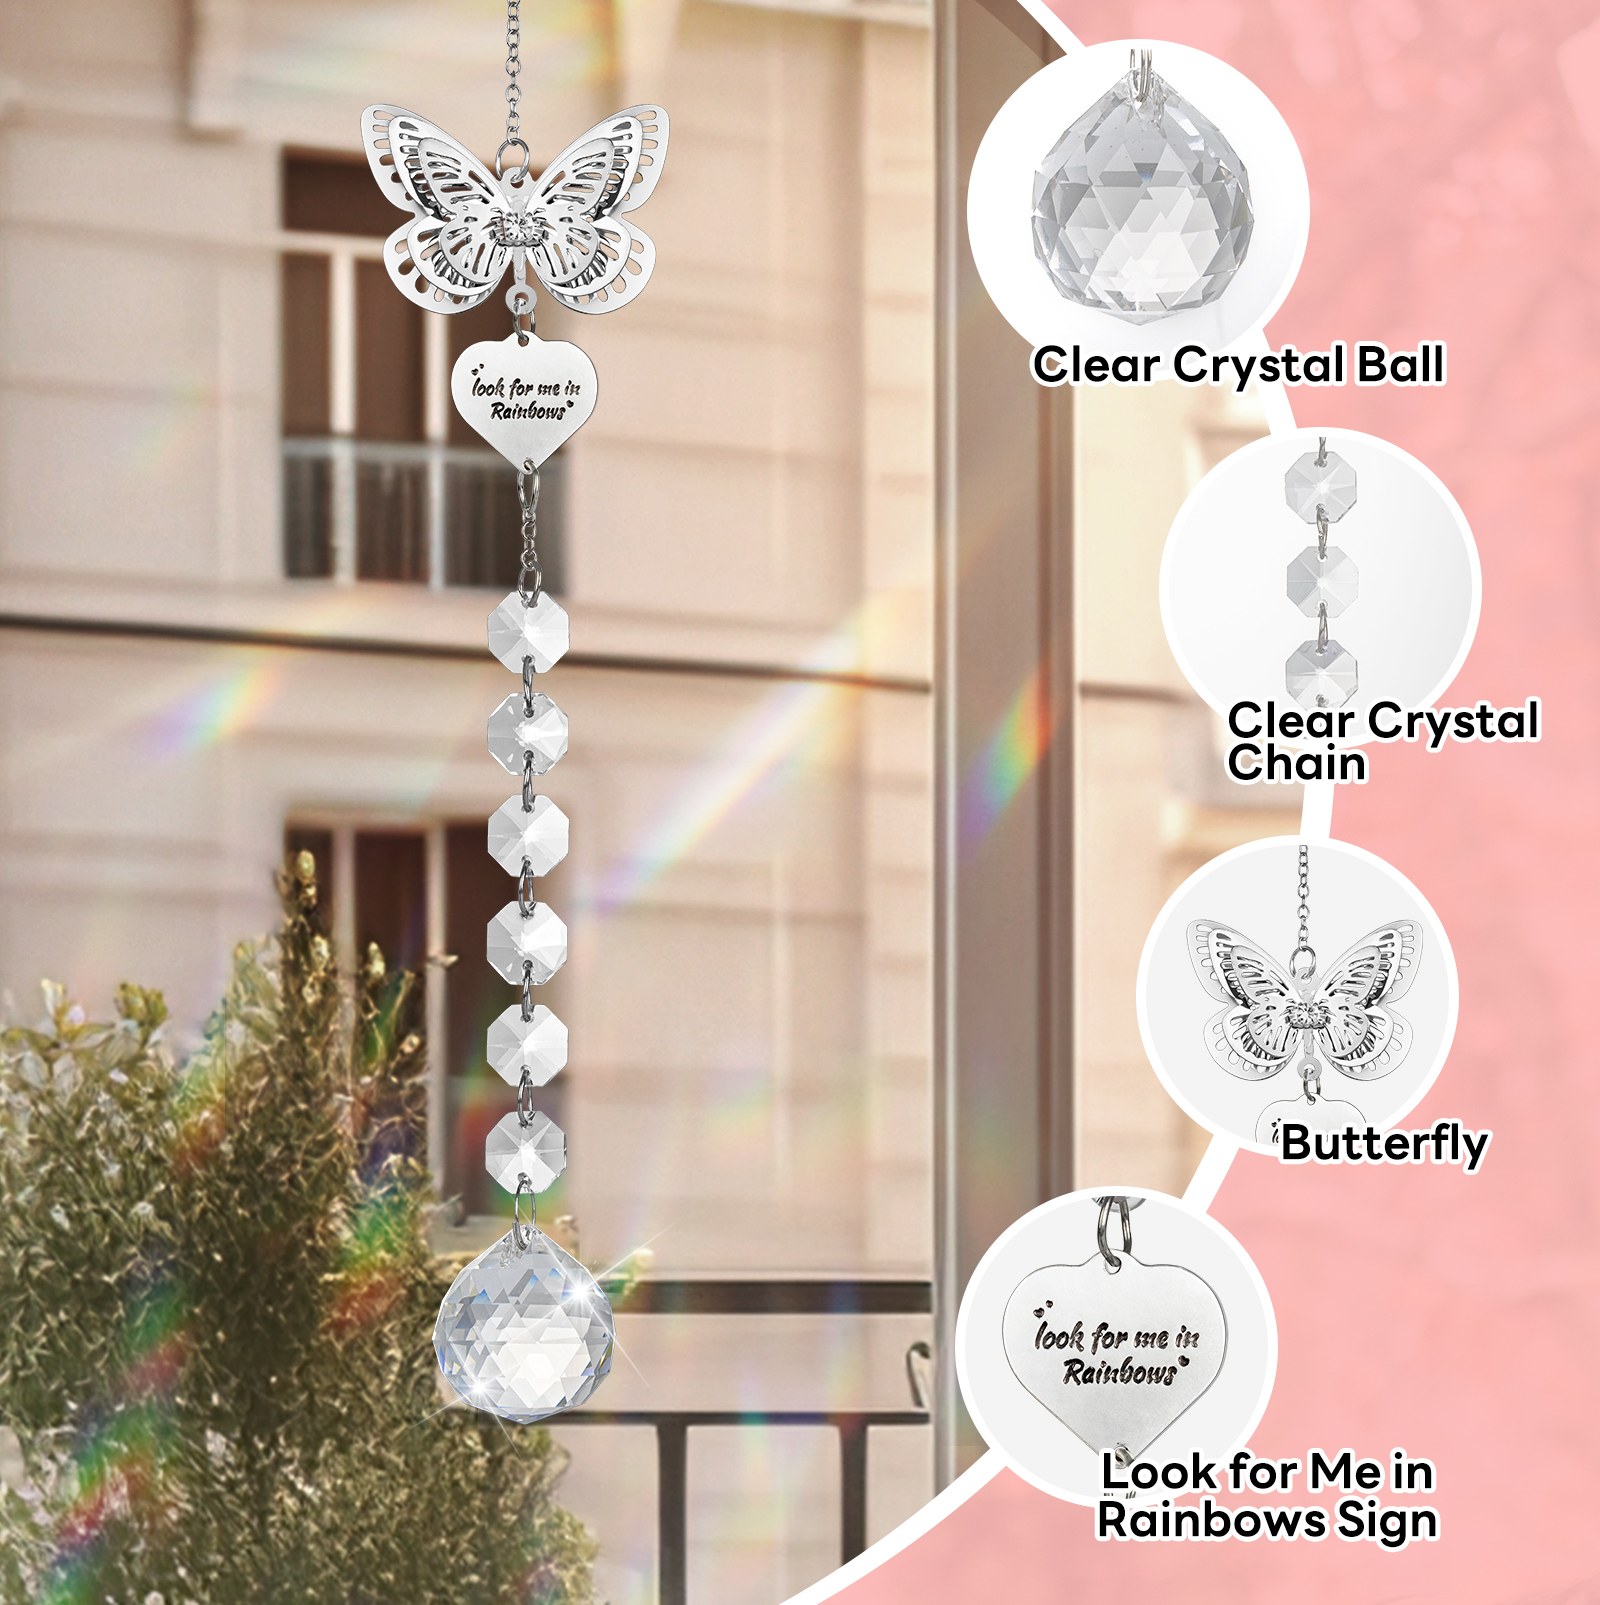 look for me in
Rainbows
Clear Crystal Ball
Clear Crystal
Chain
Butterfly
look for me in
Rainbows
Look for Me in
Rainbows Sign